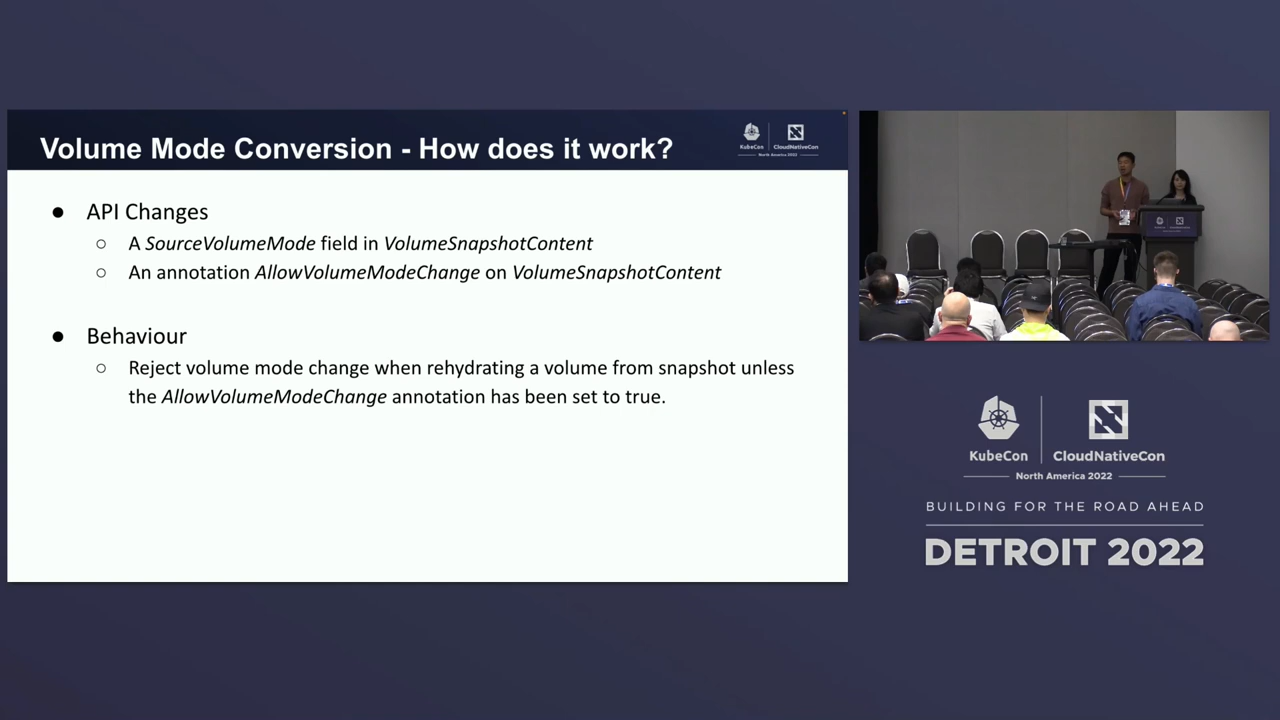 Volume Mode Conversion - How does it work?
KubeCon
CloudNativeCon
North America 2022
● API Changes
○ A SourceVolumeMode field in VolumeSnapshotContent
○ An annotation AllowVolumeModeChange on VolumeSnapshotContent
● Behaviour
○ Reject volume mode change when rehydrating a volume from snapshot unless
the AllowVolumeModeChange annotation has been set to true.
KubeCon
CloudNativeCon
North America 2022
BUILDING FOR THE ROAD AHEAD
DETROIT 2022